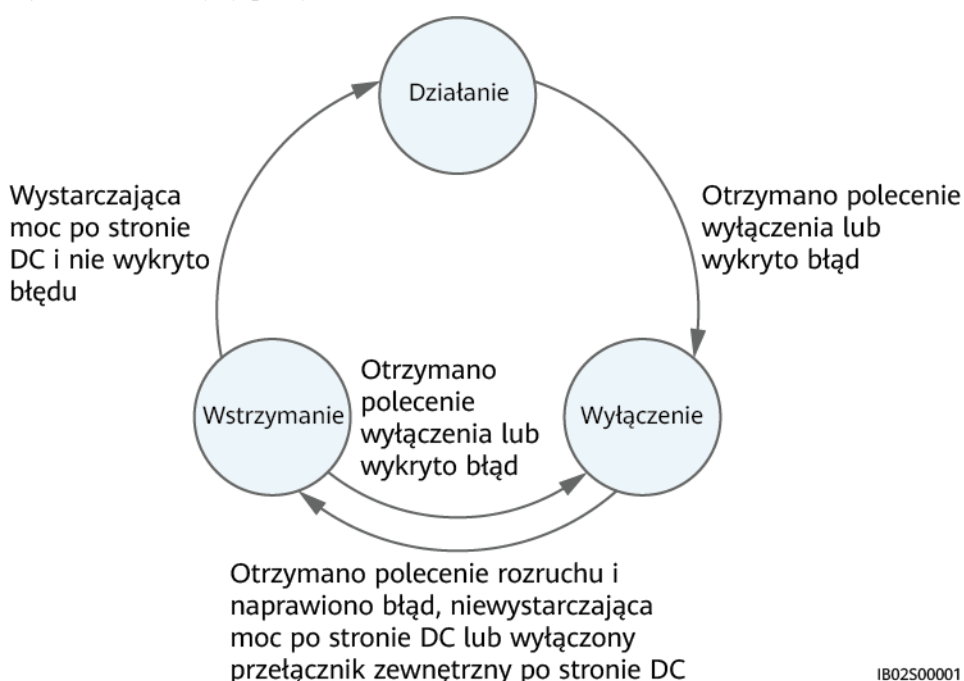 Działanie
Wystarczająca
moc po stronie
DC i nie wykryto
błędu
Otrzymano polecenie
wyłączenia lub
wykryto błąd
Wstrzymanie
Otrzymano
polecenie
wyłączenia lub
wykryto błąd
Wyłączenie
Otrzymano polecenie rozruchu i
naprawiono błąd, niewystarczająca
moc po stronie DC lub wyłączony
przełącznik zewnętrzny po stronie DC
IB02S00001